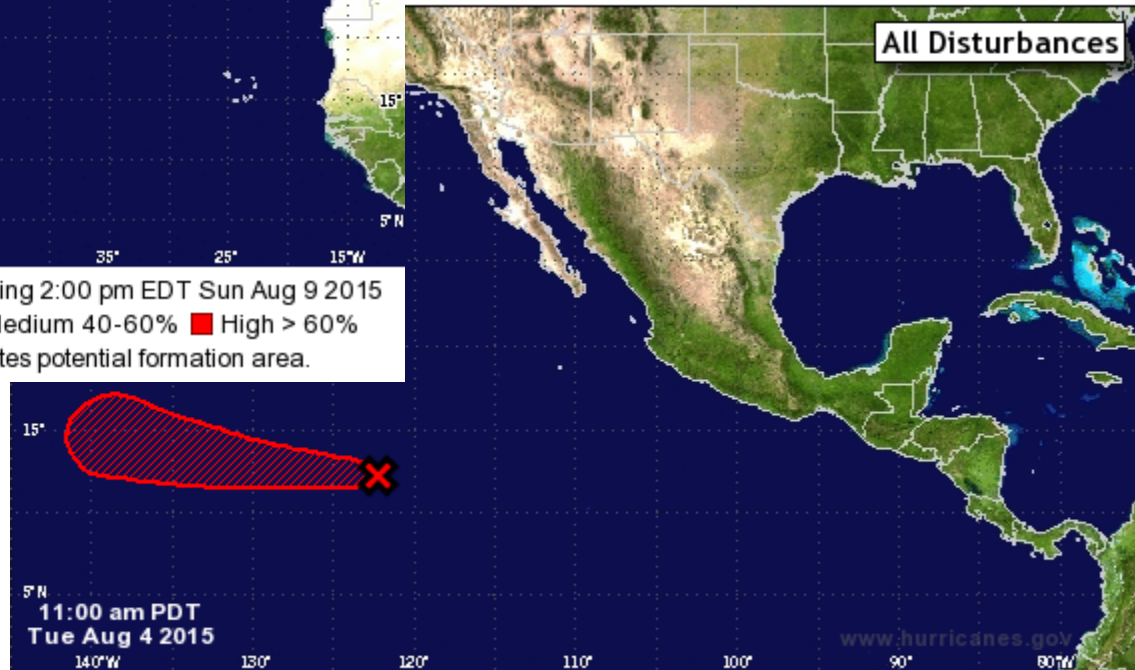 All Disturbances
15°
5°N
35° 25° 15°W
ing 2:00 pm EDT Sun Aug 9 2015
edium 40-60% High > 60%
tes potential formation area.
15°
5°N
11:00 am PDT
Tue Aug 4 2015
www.hurricanes.gov
140°W 130° 120° 110° 100° 90° 80°W